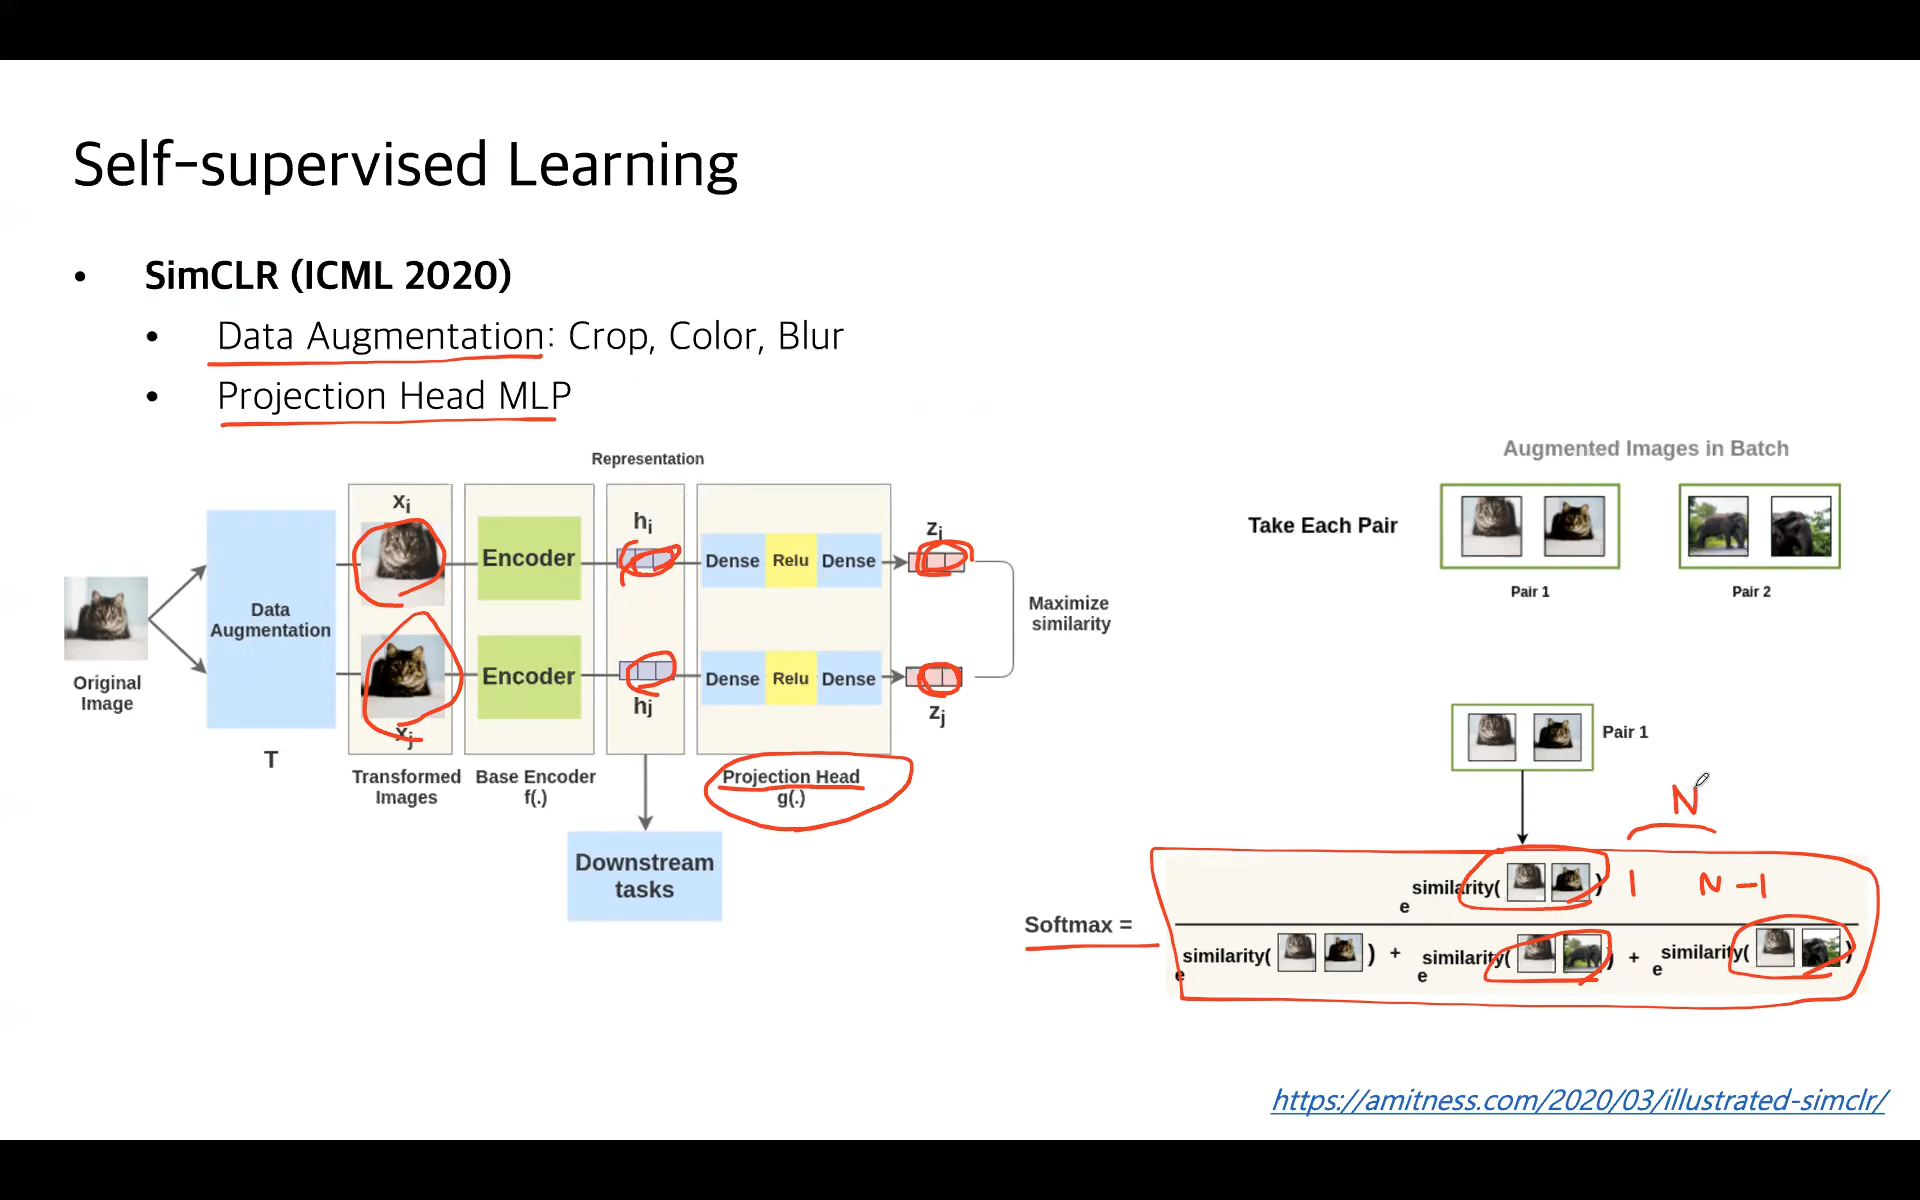 Self-supervised Learning
• SimCLR (ICML 2020)
• Data Augmentation: Crop, Color, Blur
• Projection Head MLP
Representation
Original
Image
Data
Augmentation
T
xi
xj
Transformed
Images
Encoder
Encoder
Base Encoder
f(.)
hi
hj
Dense Relu Dense
Dense Relu Dense
Projection Head
g(.)
zi
zj
Maximize
similarity
Downstream
tasks
Augmented Images in Batch
Take Each Pair
Pair 1
Pair 2
Pair 1
N
1 N-1
Softmax =
e similarity( )
e similarity( ) + e similarity( ) + e similarity( )
https://amitness.com/2020/03/illustrated-simclr/